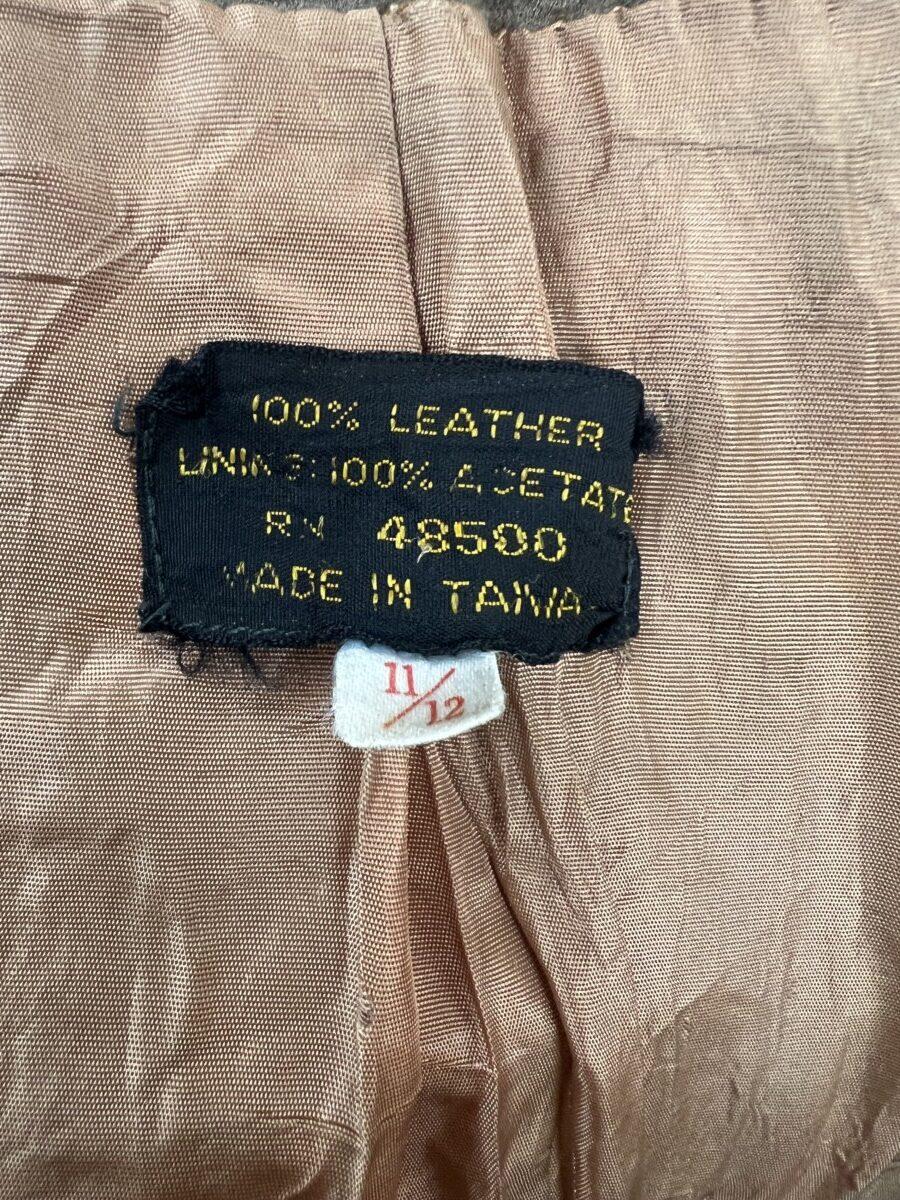 100% LEATHER
LINING: 100% ACETATE
RN 48500
MADE IN TAIWA
11/12